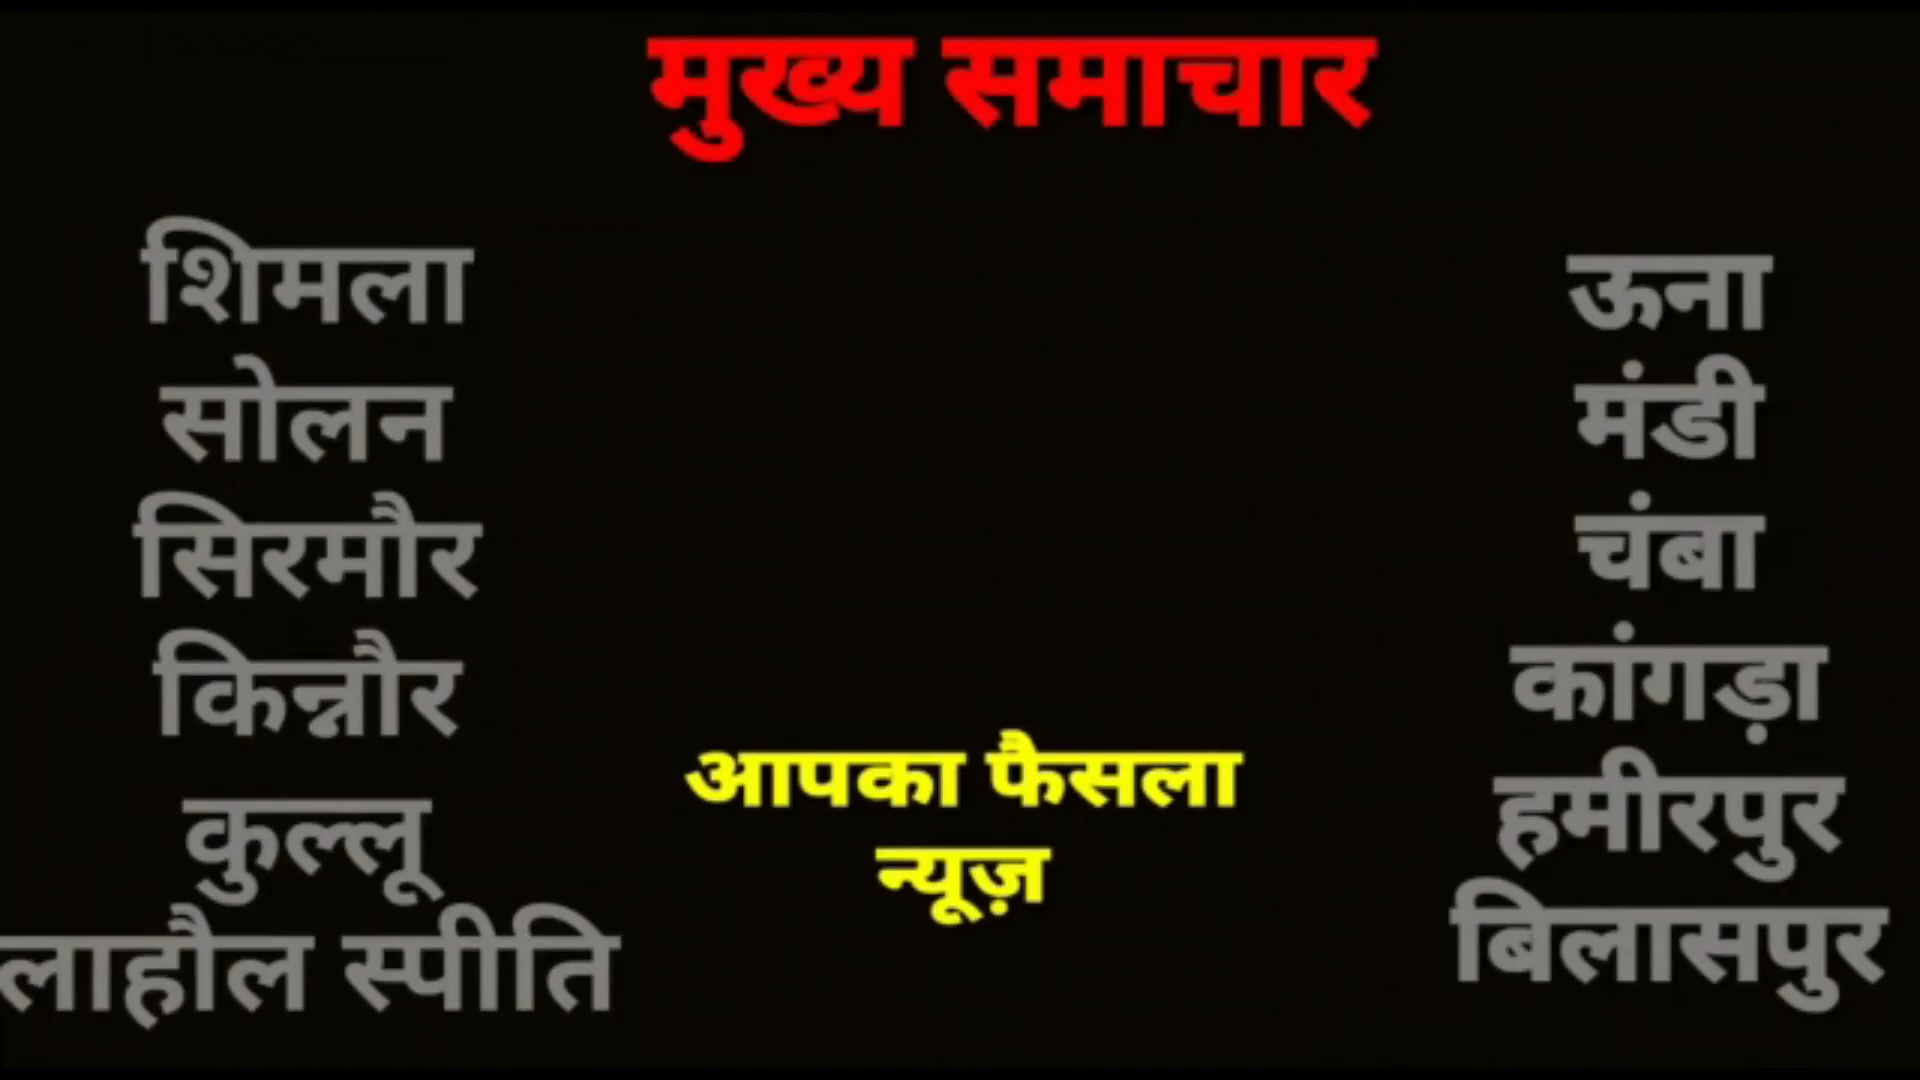 मुख्य समाचार
शिमला
सोलन
सिरमौर
किन्नौर
कुल्लू
लाहौल स्पीति
आपका फैसला
न्यूज़
ऊना
मंडी
चंबा
कांगड़ा
हमीरपुर
बिलासपुर